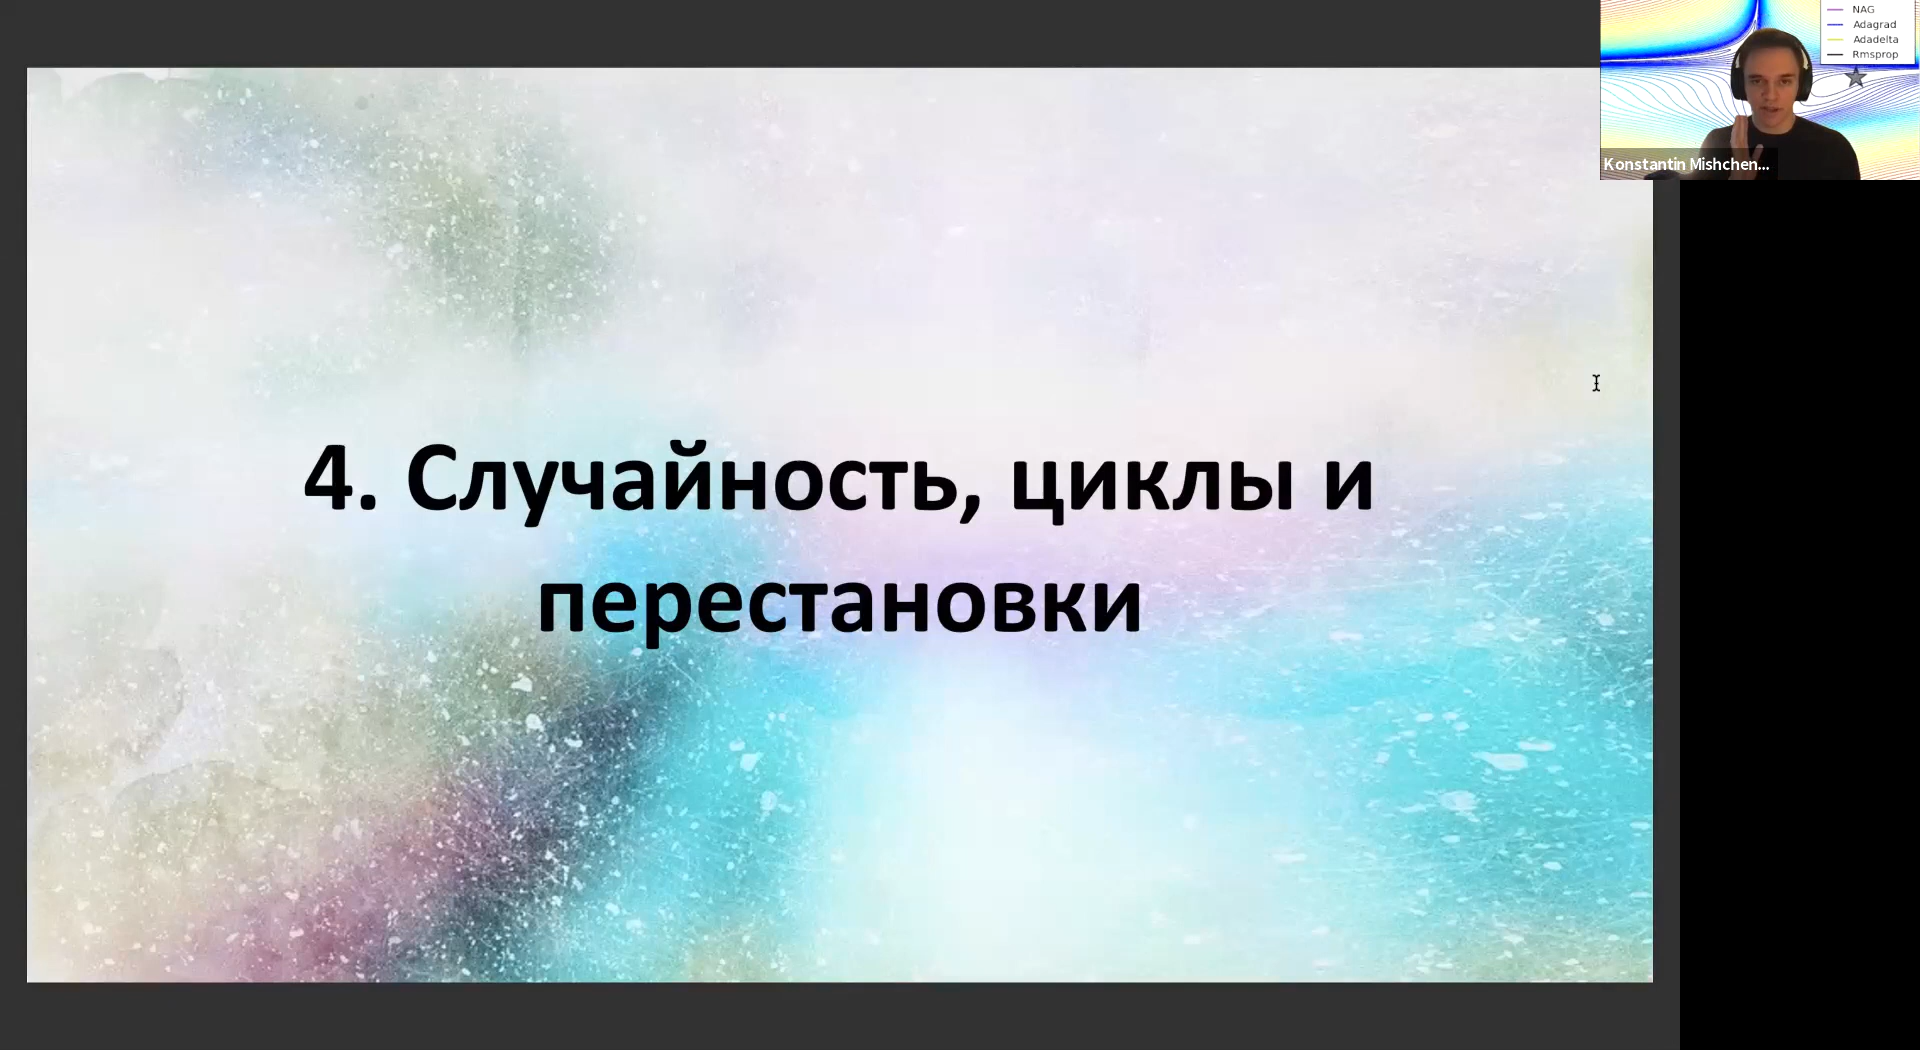 NAG
Adagrad
Adadelta
Rmsprop
Konstantin Mishchen...
4. Случайность, циклы и
перестановки